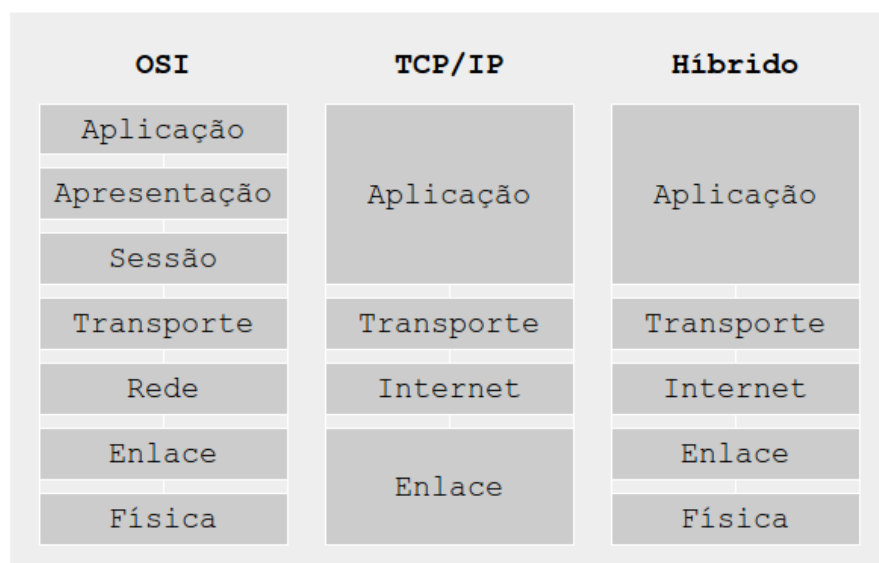 OSI TCP/IP Híbrido
Aplicação
Apresentação
Sessão
Transporte
Rede
Enlace
Física
Aplicação
Transporte
Internet
Enlace
Aplicação
Transporte
Internet
Enlace
Física